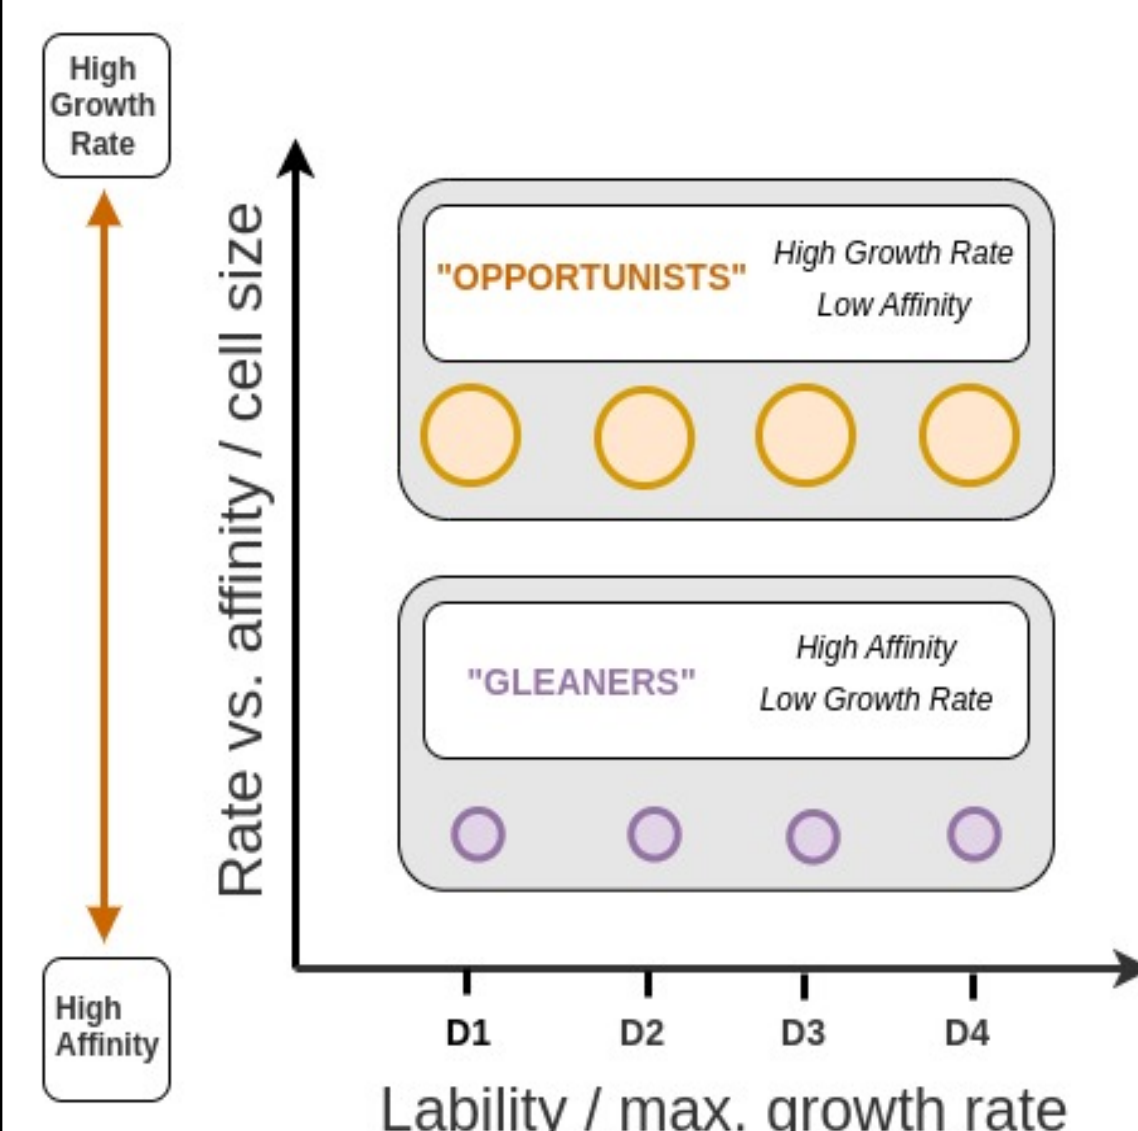 High
Growth
Rate
Rate vs. affinity / cell size
"OPPORTUNISTS"
High Growth Rate
Low Affinity
"GLEANERS"
High Affinity
Low Growth Rate
High
Affinity
D1 D2 D3 D4
Lability / max. growth rate